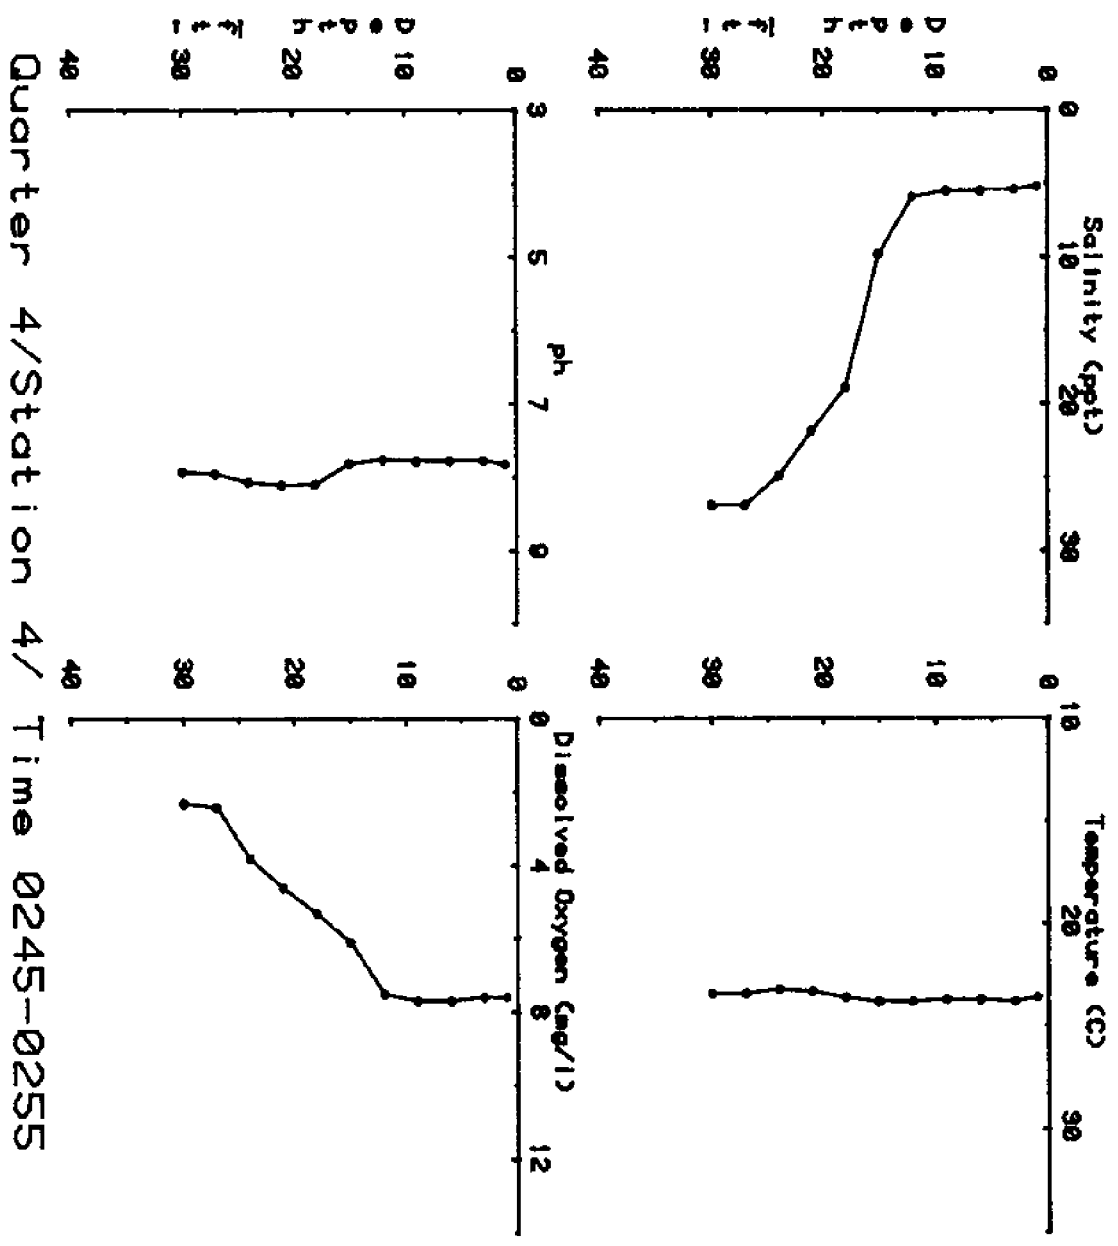 Salinity (ppt)
0 10 20 30
0
10
20
30
40
Depth
ft-
Temperature (C)
10 20 30
0
10
20
30
40
ph
3 5 7 9
0
10
20
30
40
Depth
ft-
Dissolved Oxygen (mg/l)
0 4 8 12
0
10
20
30
40
Quarter 4/Station 4/ Time 0245-0255